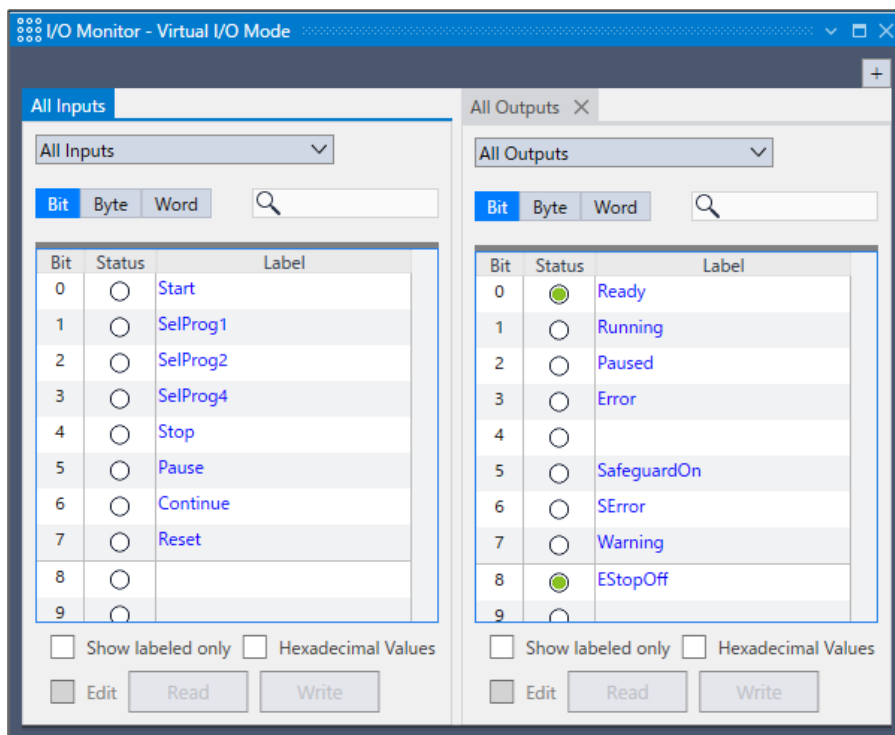 I/O Monitor - Virtual I/O Mode
+
All Inputs
All Inputs
Bit Byte Word
Bit Status Label
0 Start
1 SelProg1
2 SelProg2
3 SelProg4
4 Stop
5 Pause
6 Continue
7 Reset
8
9
Show labeled only Hexadecimal Values
Edit Read Write
All Outputs
All Outputs
Bit Byte Word
Bit Status Label
0 Ready
1 Running
2 Paused
3 Error
4
5 SafeguardOn
6 SError
7 Warning
8 EStopOff
9
Show labeled only Hexadecimal Values
Edit Read Write